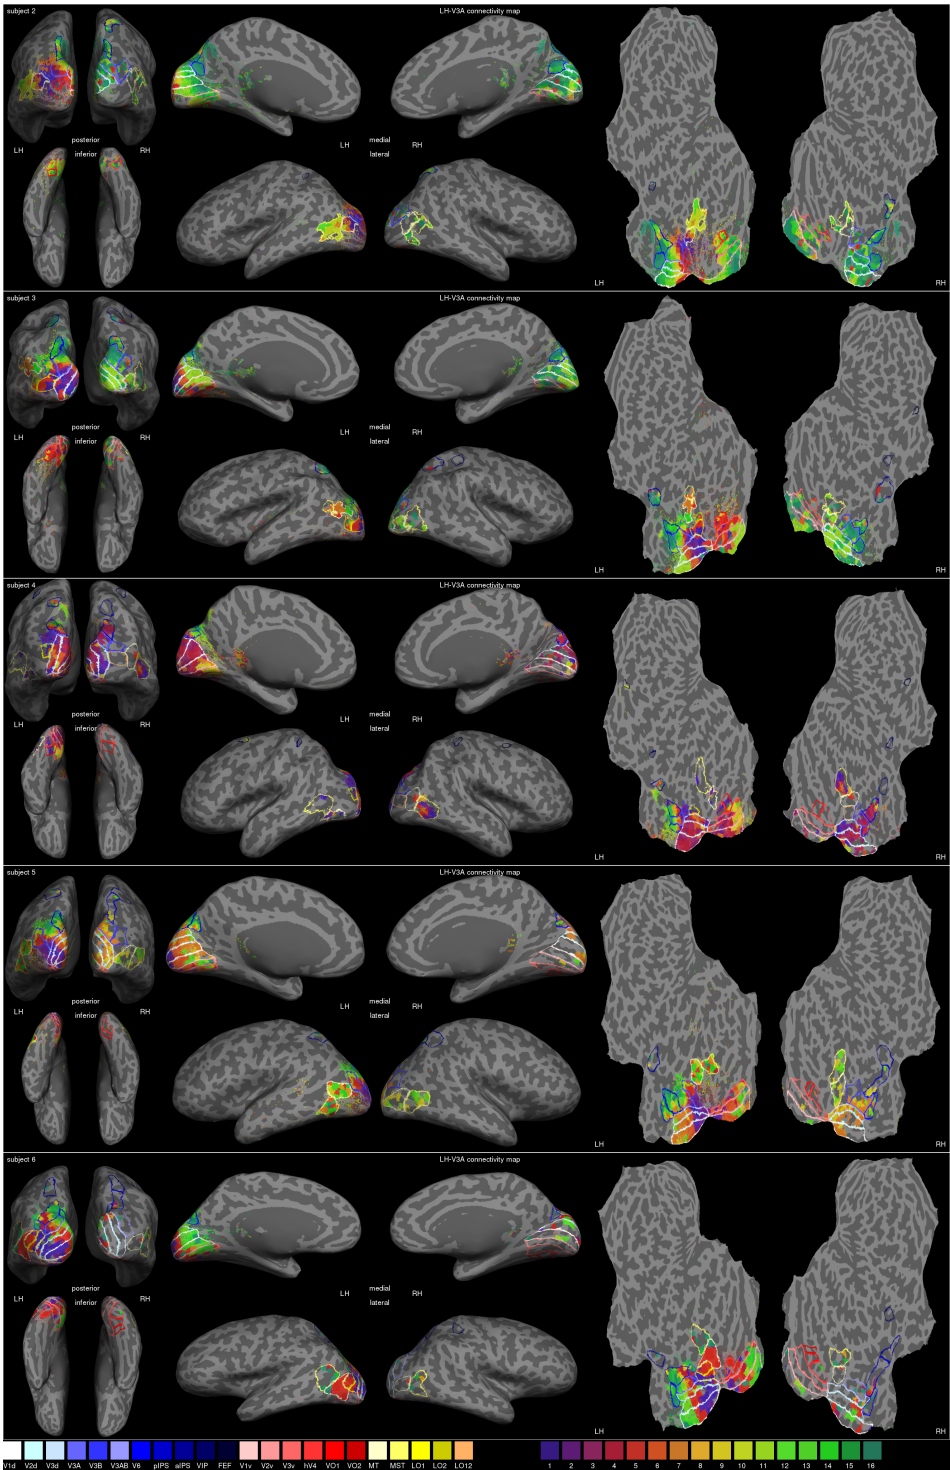 subject 2
LH-V3A connectivity map
posterior
LH inferior RH
LH medial RH
lateral
LH RH
subject 3
LH-V3A connectivity map
posterior
LH inferior RH
LH medial RH
lateral
LH RH
subject 4
LH-V3A connectivity map
posterior
LH inferior RH
LH medial RH
lateral
LH RH
subject 5
LH-V3A connectivity map
posterior
LH inferior RH
LH medial RH
lateral
LH RH
subject 6
LH-V3A connectivity map
posterior
LH inferior RH
LH medial RH
lateral
LH RH
V1d V2d V3d V3A V3B V3AB V6 pIPS aIPS VIP FEF V1v V2v V3v hV4 VO1 VO2 MT MST LO1 LO2 LO12 1 2 3 4 5 6 7 8 9 10 11 12 13 14 15 16